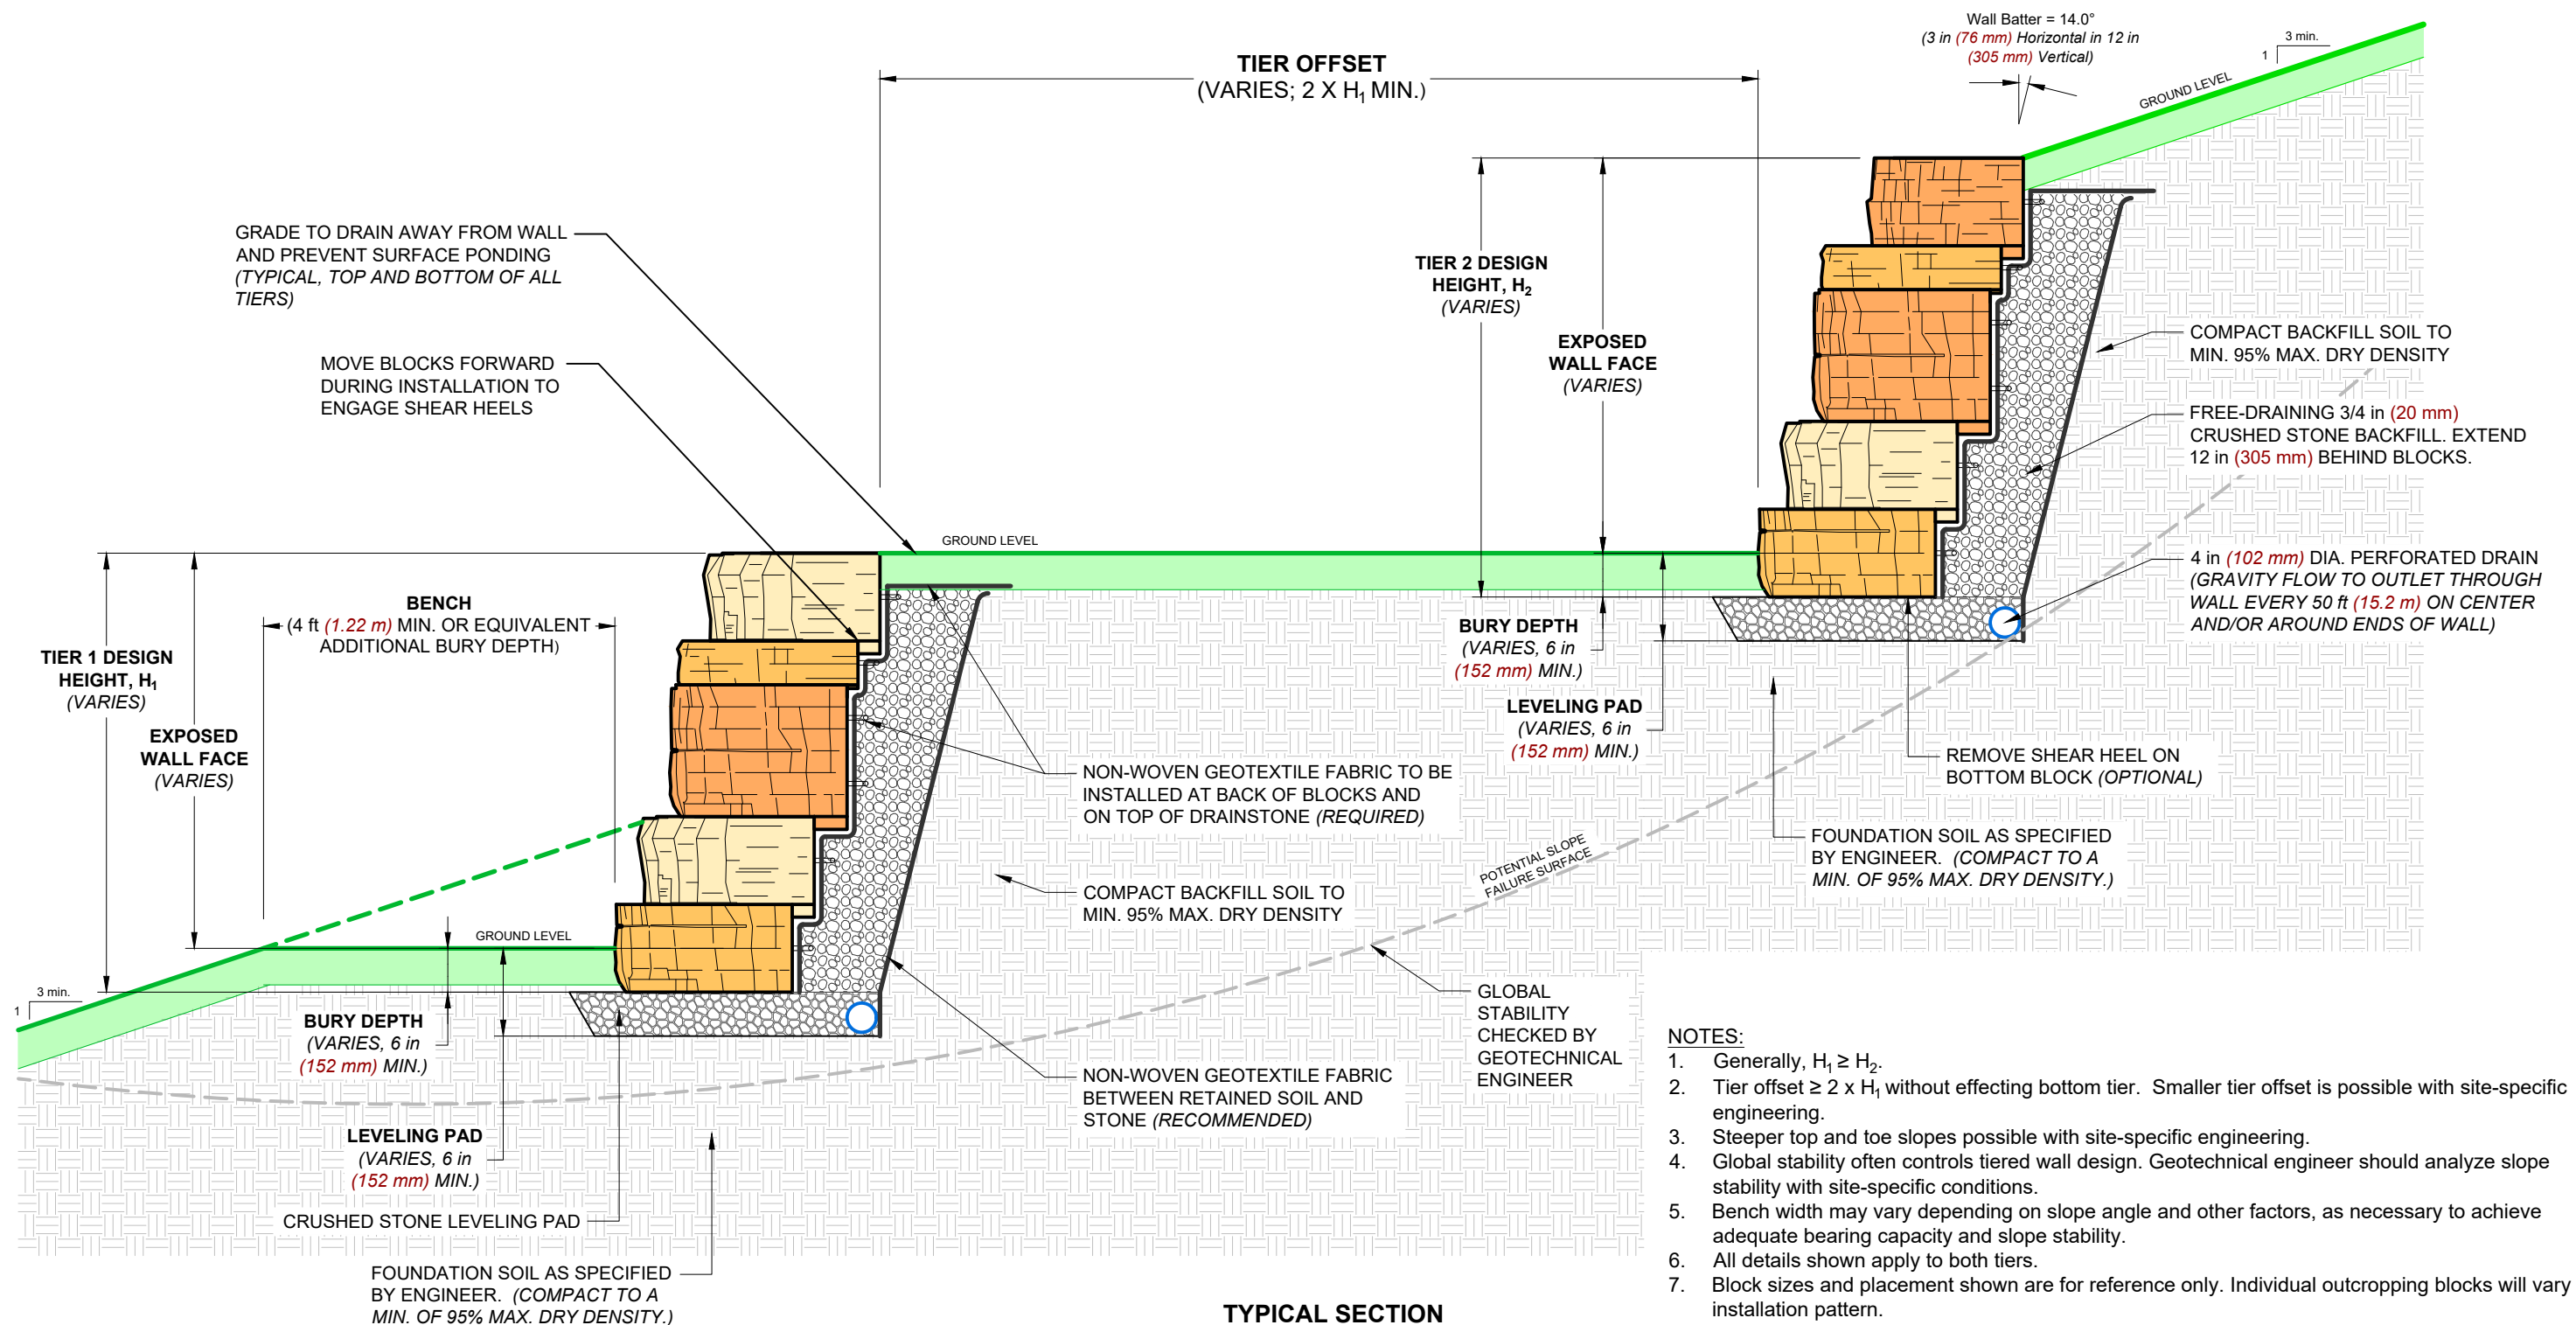 Wall Batter = 14.0°
(3 in (76 mm) Horizontal in 12 in
(305 mm) Vertical)
3 min.
1
GROUND LEVEL
TIER OFFSET
(VARIES; 2 X H1 MIN.)
GRADE TO DRAIN AWAY FROM WALL
AND PREVENT SURFACE PONDING
(TYPICAL, TOP AND BOTTOM OF ALL
TIERS)
MOVE BLOCKS FORWARD
DURING INSTALLATION TO
ENGAGE SHEAR HEELS
TIER 2 DESIGN
HEIGHT, H2
(VARIES)
EXPOSED
WALL FACE
(VARIES)
COMPACT BACKFILL SOIL TO
MIN. 95% MAX. DRY DENSITY
FREE-DRAINING 3/4 in (20 mm)
CRUSHED STONE BACKFILL. EXTEND
12 in (305 mm) BEHIND BLOCKS.
4 in (102 mm) DIA. PERFORATED DRAIN
(GRAVITY FLOW TO OUTLET THROUGH
WALL EVERY 50 ft (15.2 m) ON CENTER
AND/OR AROUND ENDS OF WALL)
GROUND LEVEL
BENCH
(4 ft (1.22 m) MIN. OR EQUIVALENT
ADDITIONAL BURY DEPTH)
TIER 1 DESIGN
HEIGHT, H1
(VARIES)
EXPOSED
WALL FACE
(VARIES)
BURY DEPTH
(VARIES, 6 in
(152 mm) MIN.)
LEVELING PAD
(VARIES, 6 in
(152 mm) MIN.)
REMOVE SHEAR HEEL ON
BOTTOM BLOCK (OPTIONAL)
NON-WOVEN GEOTEXTILE FABRIC TO BE
INSTALLED AT BACK OF BLOCKS AND
ON TOP OF DRAINSTONE (REQUIRED)
FOUNDATION SOIL AS SPECIFIED
BY ENGINEER. (COMPACT TO A
MIN. OF 95% MAX. DRY DENSITY.)
POTENTIAL SLOPE
FAILURE SURFACE
COMPACT BACKFILL SOIL TO
MIN. 95% MAX. DRY DENSITY
GROUND LEVEL
3 min.
1
BURY DEPTH
(VARIES, 6 in
(152 mm) MIN.)
GLOBAL
STABILITY
CHECKED BY
GEOTECHNICAL
ENGINEER
NON-WOVEN GEOTEXTILE FABRIC
BETWEEN RETAINED SOIL AND
STONE (RECOMMENDED)
LEVELING PAD
(VARIES, 6 in
(152 mm) MIN.)
CRUSHED STONE LEVELING PAD
FOUNDATION SOIL AS SPECIFIED
BY ENGINEER. (COMPACT TO A
MIN. OF 95% MAX. DRY DENSITY.)
NOTES:
1. Generally, H1 ≥ H2.
2. Tier offset ≥ 2 x H1 without effecting bottom tier. Smaller tier offset is possible with site-specific
engineering.
3. Steeper top and toe slopes possible with site-specific engineering.
4. Global stability often controls tiered wall design. Geotechnical engineer should analyze slope
stability with site-specific conditions.
5. Bench width may vary depending on slope angle and other factors, as necessary to achieve
adequate bearing capacity and slope stability.
6. All details shown apply to both tiers.
7. Block sizes and placement shown are for reference only. Individual outcropping blocks will vary
installation pattern.
TYPICAL SECTION